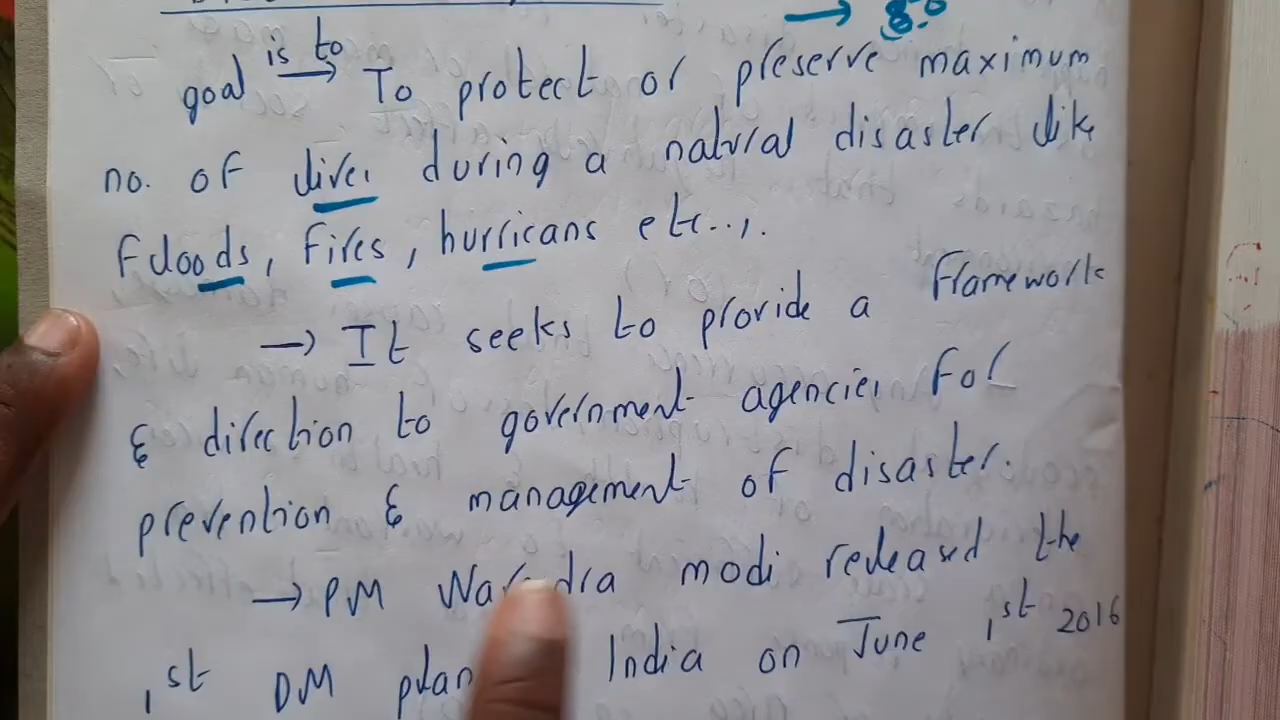 goal is to → To protect or preserve maximum
no. of lives during a natural disaster like
Floods, Fires, hurricans etc..,.
→ It seeks to provide a Framework
& direction to government agencies For
prevention & management of disaster.
→ PM Narendra modi released the
1st DM plan India on June 1st 2016